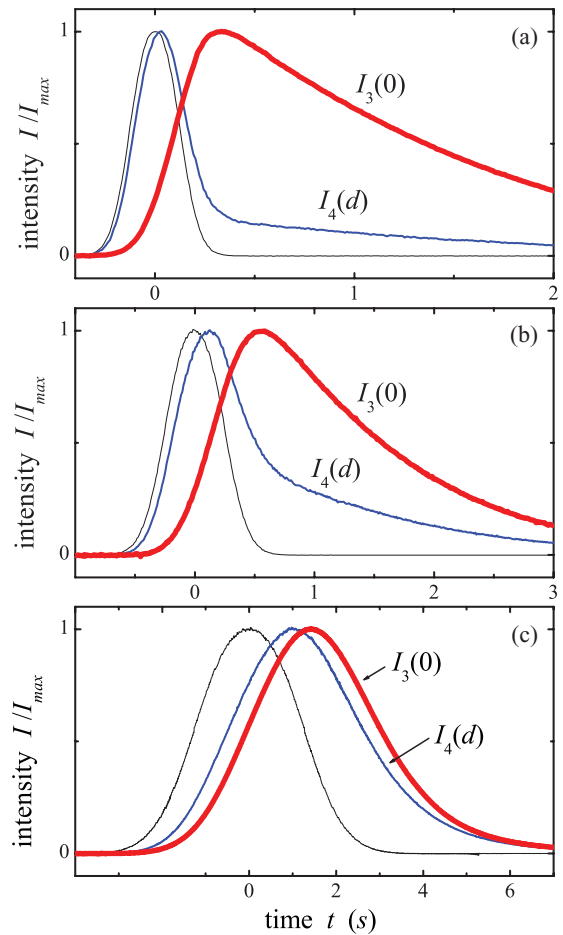 (a)
1
I₃(0)
intensity I/Iₘₐₓ
I₄(d)
0
0 1 2
(b)
1
I₃(0)
intensity I/Iₘₐₓ
I₄(d)
0
0 1 2 3
(c)
1
I₃(0)
I₄(d)
intensity I/Iₘₐₓ
0
0 2 4 6
time t (s)